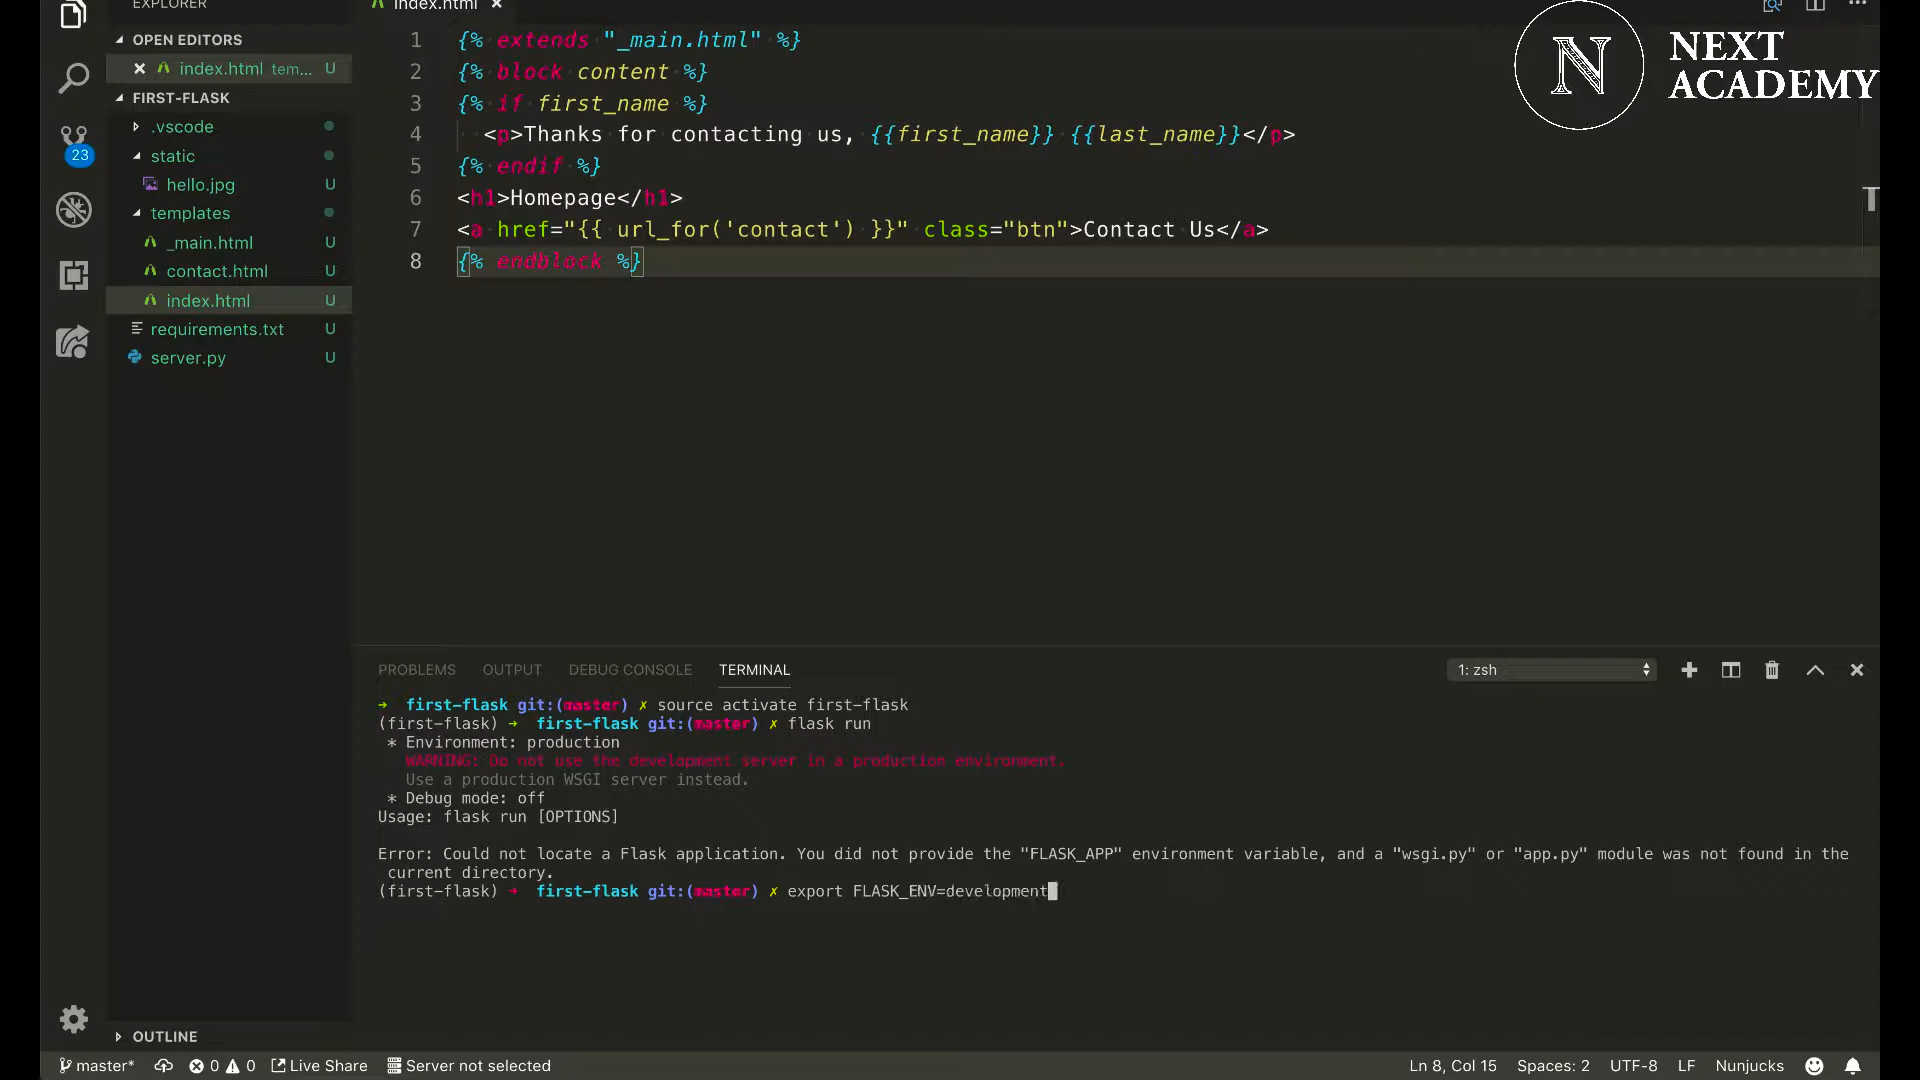 EXPLORER
index.html ×
NEXT
ACADEMY
N
OPEN EDITORS
× index.html tem... U
FIRST-FLASK
.vscode
static
hello.jpg U
templates
_main.html U
contact.html U
index.html U
requirements.txt U
server.py U
23
1 {% extends "_main.html" %}
2 {% block content %}
3 {% if first_name %}
4 <p>Thanks for contacting us, {{first_name}} {{last_name}}</p>
5 {% endif %}
6 <h1>Homepage</h1>
7 <a href="{{ url_for('contact') }}" class="btn">Contact Us</a>
8 {% endblock %}
PROBLEMS OUTPUT DEBUG CONSOLE TERMINAL 1: zsh
➜ first-flask git:(master) ✗ source activate first-flask
(first-flask) ➜ first-flask git:(master) ✗ flask run
* Environment: production
WARNING: Do not use the development server in a production environment.
Use a production WSGI server instead.
* Debug mode: off
Usage: flask run [OPTIONS]
Error: Could not locate a Flask application. You did not provide the "FLASK_APP" environment variable, and a "wsgi.py" or "app.py" module was not found in the
current directory.
(first-flask) ➜ first-flask git:(master) ✗ export FLASK_ENV=development
OUTLINE
master* 0 0 Live Share Server not selected Ln 8, Col 15 Spaces: 2 UTF-8 LF Nunjucks